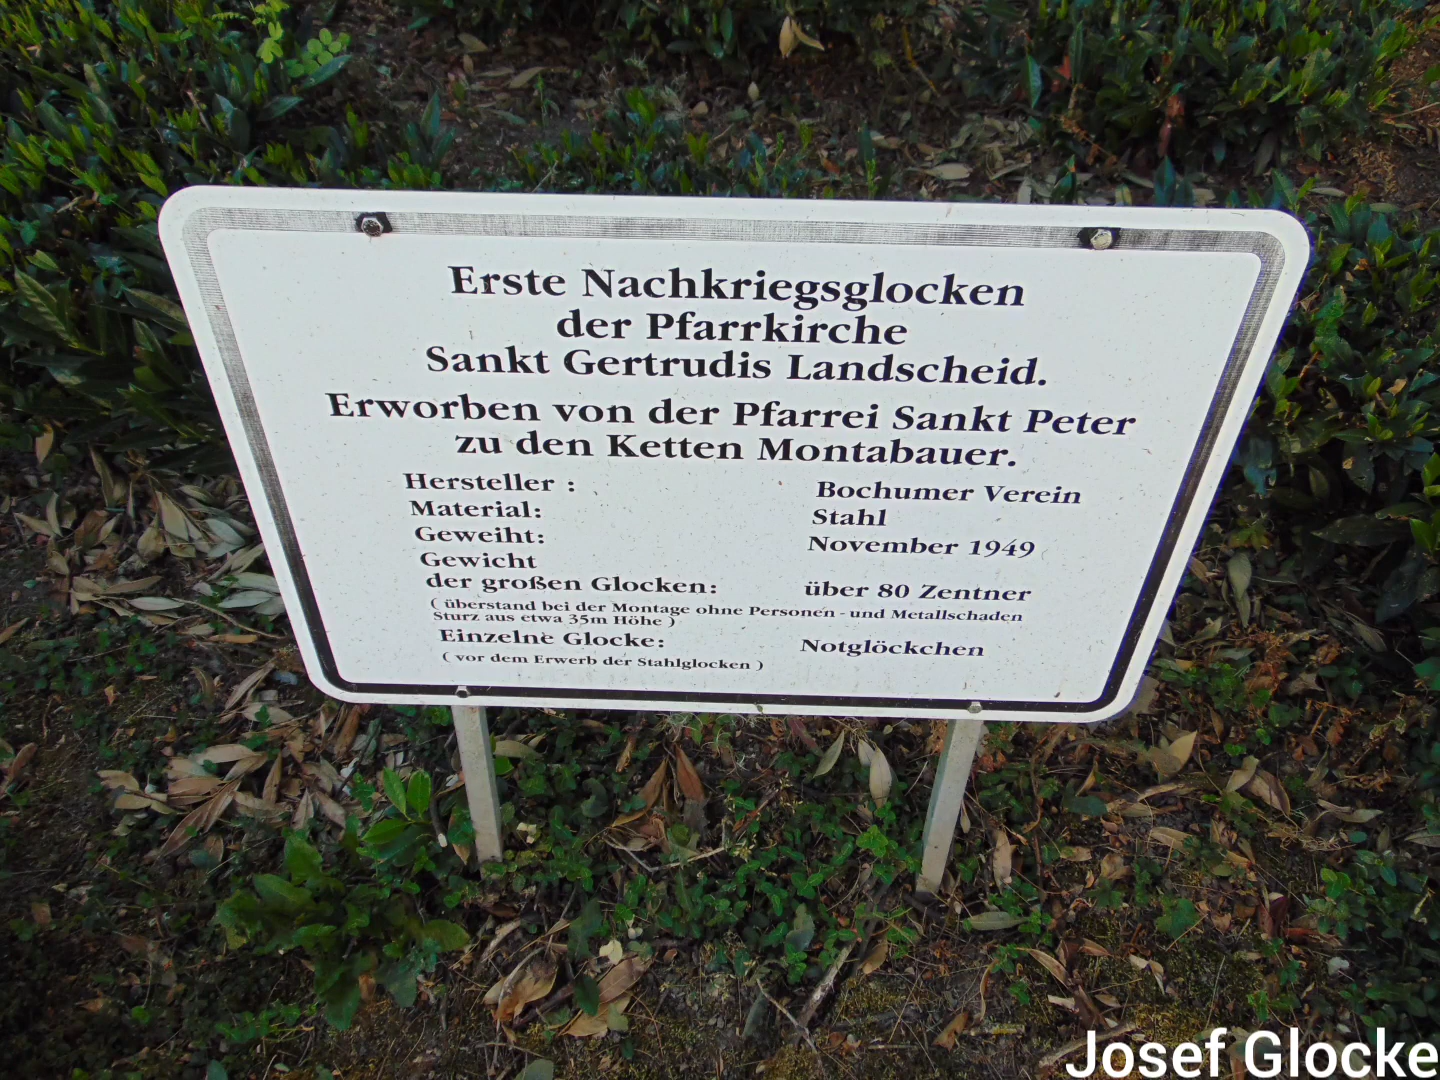 Erste Nachkriegsglocken
der Pfarrkirche
Sankt Gertrudis Landscheid.
Erworben von der Pfarrei Sankt Peter
zu den Ketten Montabauer.
Hersteller : Bochumer Verein
Material: Stahl
Geweiht: November 1949
Gewicht
der großen Glocken: über 80 Zentner
( überstand bei der Montage ohne Personen - und Metallschaden
Sturz aus etwa 35m Höhe )
Einzelne Glocke: Notglöckchen
( vor dem Erwerb der Stahlglocken )
Josef Glocke